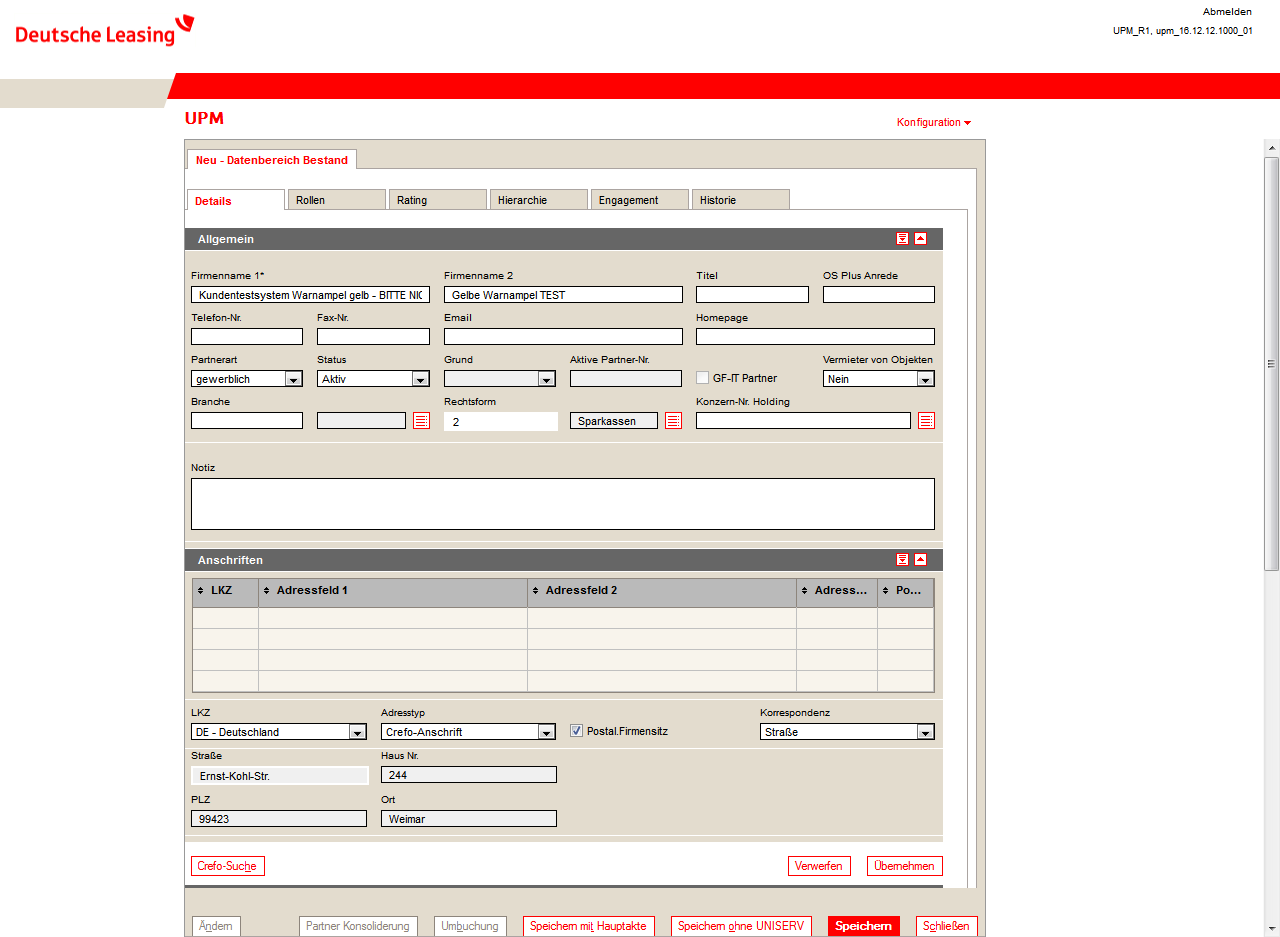 Deutsche Leasing
Abmelden
UPM_R1, upm_16.12.12.1000_01
UPM
Konfiguration
Neu - Datenbereich Bestand
Details Rollen Rating Hierarchie Engagement Historie
Allgemein
Firmenname 1* Firmenname 2 Titel OS Plus Anrede
Kundentestsystem Warnampel gelb - BITTE NIC Gelbe Warnampel TEST
Telefon-Nr. Fax-Nr. Email Homepage
Partnerart Status Grund Aktive Partner-Nr. Vermieter von Objekten
gewerblich Aktiv GF-IT Partner Nein
Branche Rechtsform Konzern-Nr. Holding
2 Sparkassen
Notiz
Anschriften
LKZ Adressfeld 1 Adressfeld 2 Adress... Po...
LKZ Adresstyp Korrespondenz
DE - Deutschland Crefo-Anschrift Postal.Firmensitz Straße
Straße Haus Nr.
Ernst-Kohl-Str. 244
PLZ Ort
99423 Weimar
Crefo-Suche Verwerfen Übernehmen
Ändern Partner Konsolidierung Umbuchung Speichern mit Hauptakte Speichern ohne UNISERV Speichern Schließen